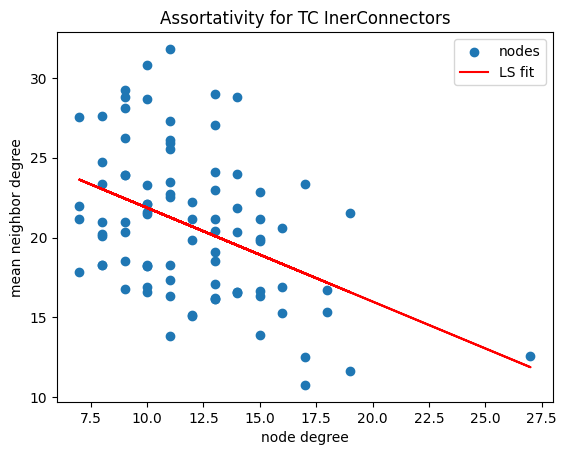 Assortativity for TC InerConnectors
nodes
LS fit
mean neighbor degree
30
25
20
15
10
7.5 10.0 12.5 15.0 17.5 20.0 22.5 25.0 27.5
node degree